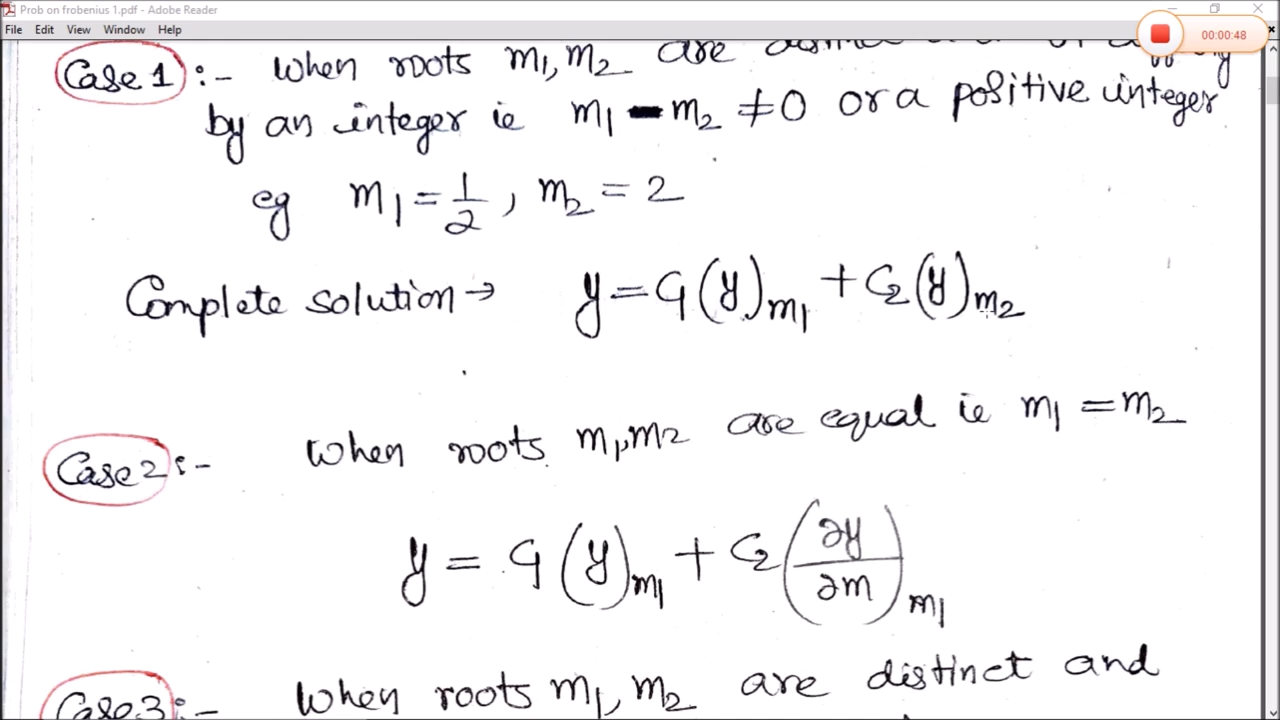 Prob on frobenius 1.pdf - Adobe Reader
File Edit View Window Help
00:00:48
Case 1 :- When roots m1, m2 are
by an integer ie m1 - m2 ≠ 0 or a positive integer
eg m1 = 1/2, m2 = 2
Complete solution → y = C1 (y)m1 + C2 (y)m2
Case 2 :- When roots m1, m2 are equal ie m1 = m2
y = C1 (y)m1 + C2 (∂y/∂m)m1
Case 3 :- When roots m1, m2 are distinct and